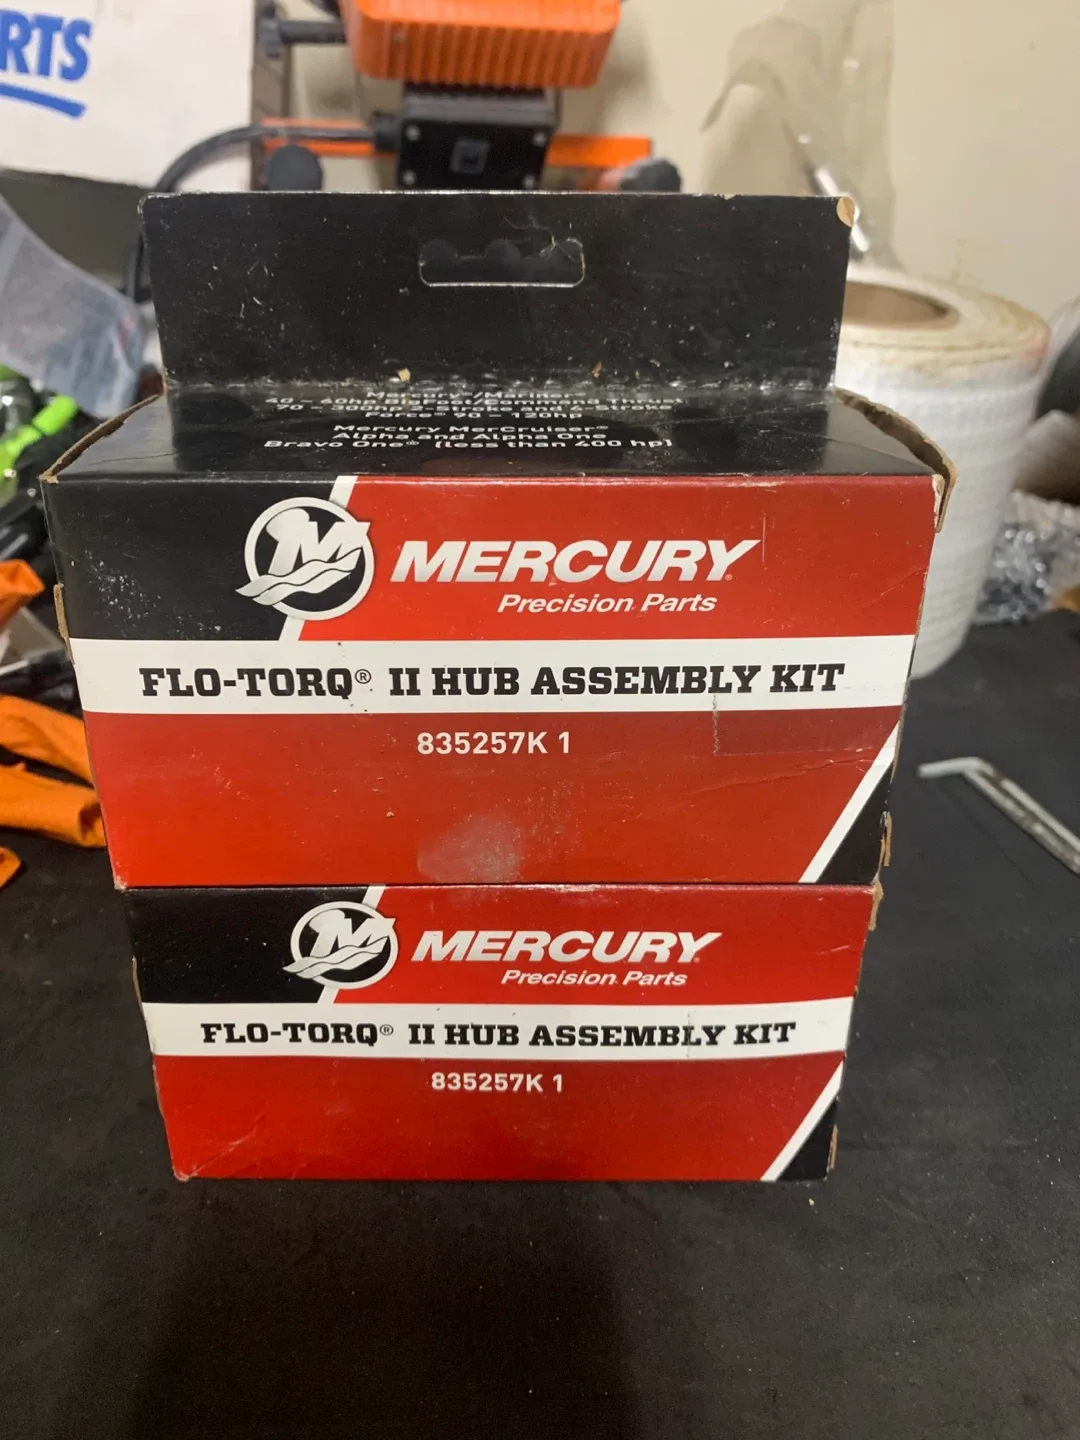 RTS
Mercury®/Mariner®
40 – 60hp Bigfoot/Command Thrust
70 – 300hp 2-Stroke and 4-Stroke
Force® 90 – 120hp
Mercury MerCruiser®
Alpha and Alpha One
Bravo One® (less than 400 hp)
M
MERCURY®
Precision Parts
FLO-TORQ® II HUB ASSEMBLY KIT
835257K 1
M
MERCURY®
Precision Parts
FLO-TORQ® II HUB ASSEMBLY KIT
835257K 1